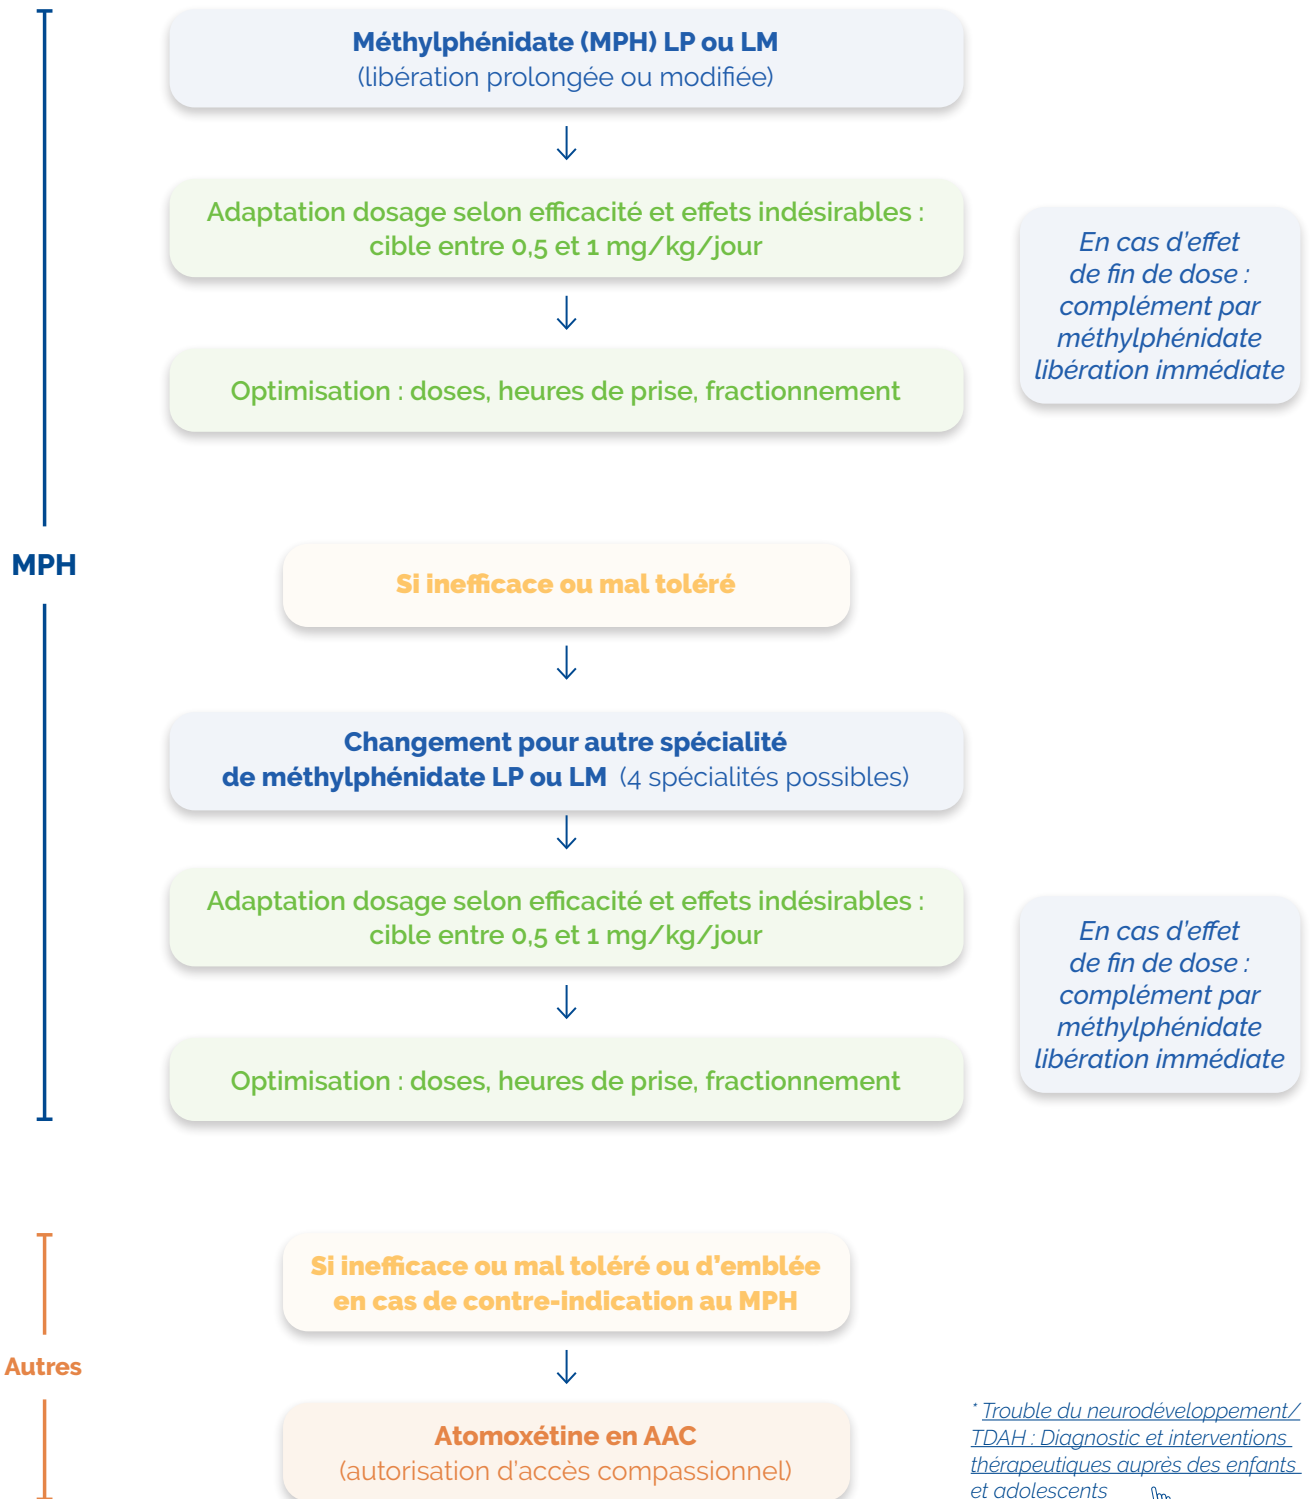 Méthylphénidate (MPH) LP ou LM
(libération prolongée ou modifiée)
Adaptation dosage selon efficacité et effets indésirables :
cible entre 0,5 et 1 mg/kg/jour
En cas d'effet
de fin de dose :
complément par
méthylphénidate
libération immédiate
Optimisation : doses, heures de prise, fractionnement
MPH
Si inefficace ou mal toléré
Changement pour autre spécialité
de méthylphénidate LP ou LM (4 spécialités possibles)
Adaptation dosage selon efficacité et effets indésirables :
cible entre 0,5 et 1 mg/kg/jour
En cas d'effet
de fin de dose :
complément par
méthylphénidate
libération immédiate
Optimisation : doses, heures de prise, fractionnement
Si inefficace ou mal toléré ou d’emblée
en cas de contre-indication au MPH
Autres
Atomoxétine en AAC
(autorisation d'accès compassionnel)
* Trouble du neurodéveloppement/
TDAH : Diagnostic et interventions
thérapeutiques auprès des enfants
et adolescents